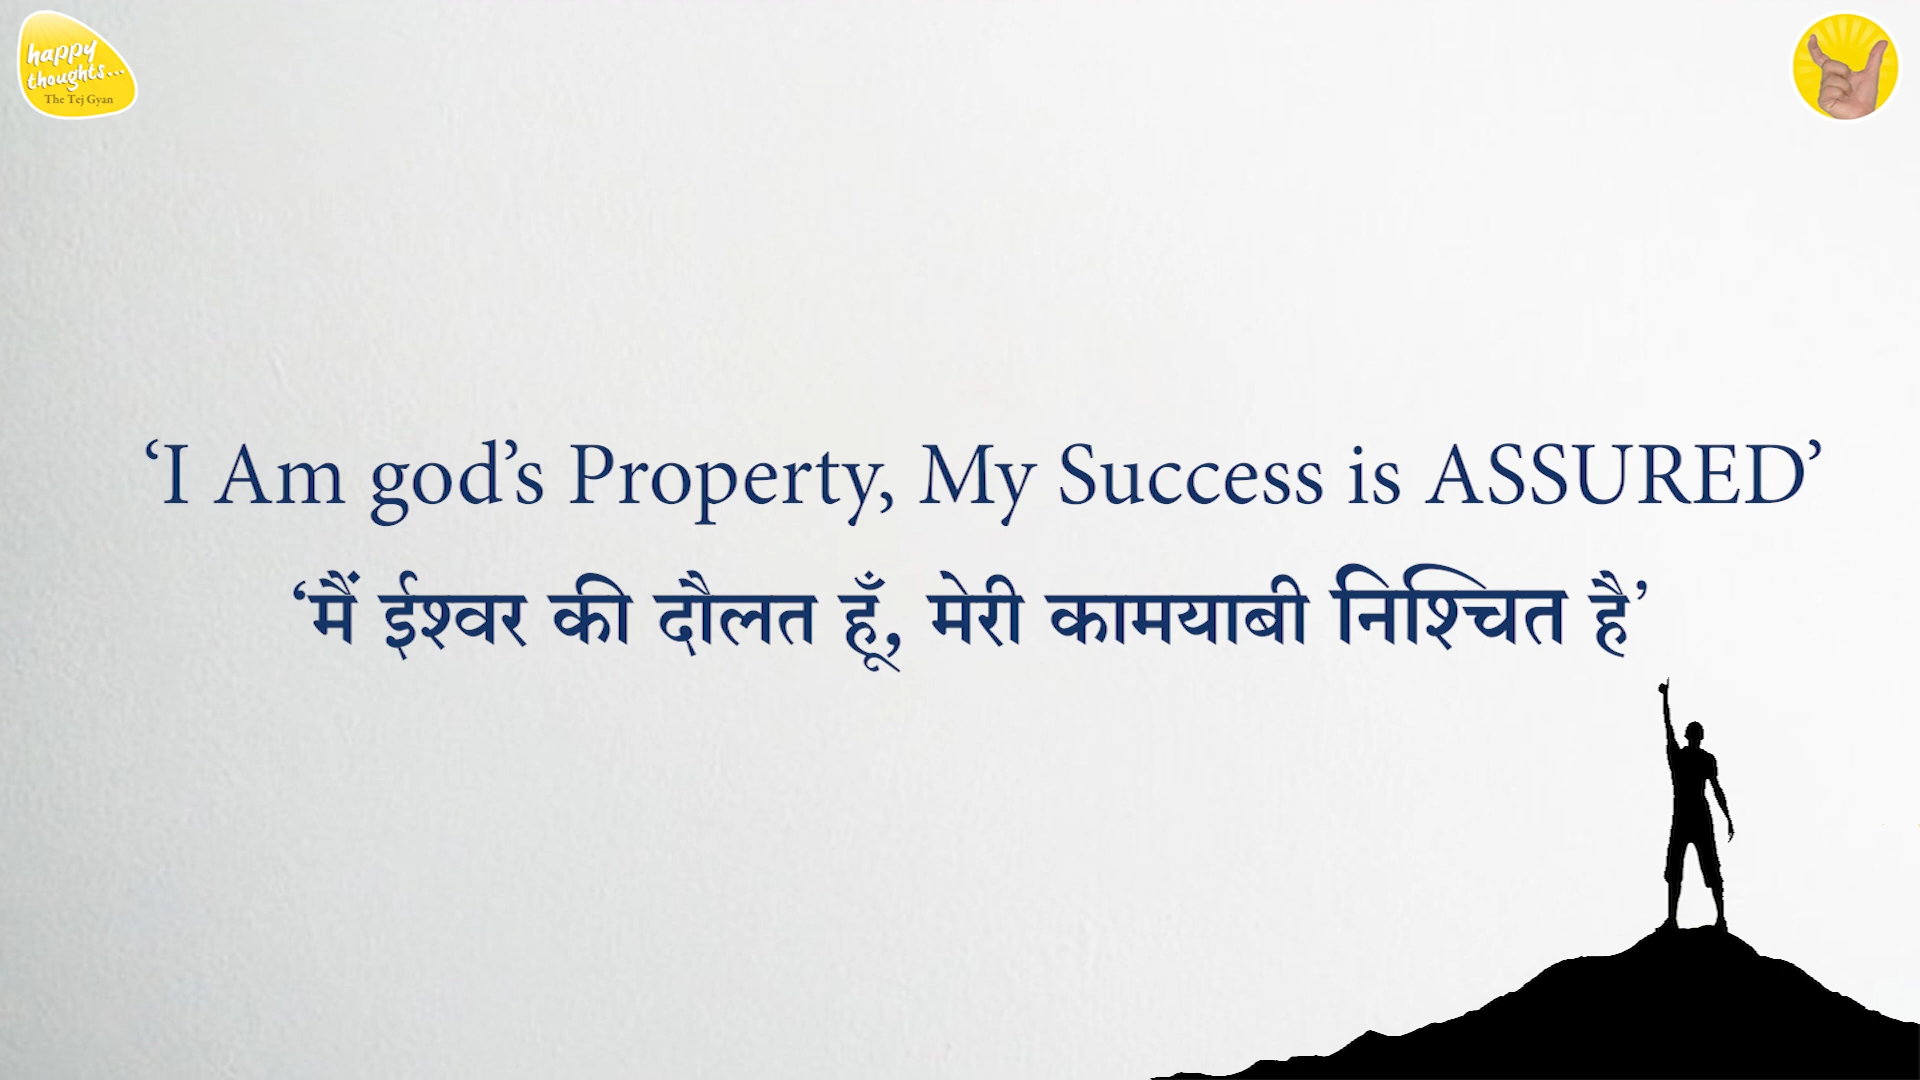 happy
thoughts...
The Tej Gyan
‘I Am god’s Property, My Success is ASSURED’
‘मैं ईश्वर की दौलत हूँ, मेरी कामयाबी निश्चित है’